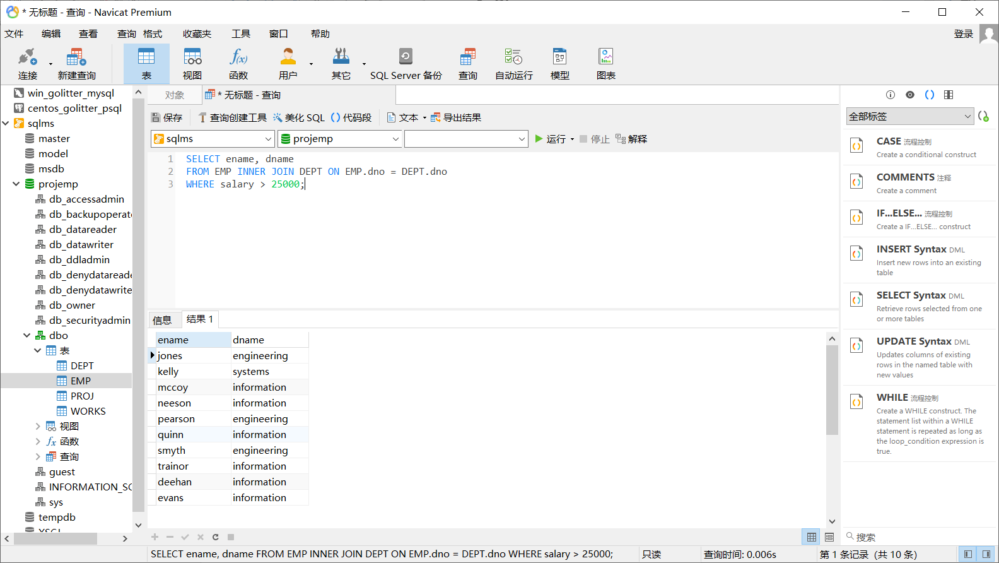 * 无标题 - 查询 - Navicat Premium
文件 编辑 查看 查询 格式 收藏夹 工具 窗口 帮助 登录
连接 新建查询 表 视图 函数 用户 其它 SQL Server 备份 查询 自动运行 模型 图表
win_golitter_mysql
centos_golitter_psql
sqlms
master
model
msdb
projemp
db_accessadmin
db_backupoperat
db_datareader
db_datawriter
db_ddladmin
db_denydatareade
db_denydatawrite
db_owner
db_securityadmin
dbo
表
DEPT
EMP
PROJ
WORKS
视图
函数
查询
guest
INFORMATION_SC
sys
tempdb
对象 * 无标题 - 查询
保存 查询创建工具 美化 SQL 代码段 文本 导出结果
sqlms projemp 运行 停止 解释
1 SELECT ename, dname
2 FROM EMP INNER JOIN DEPT ON EMP.dno = DEPT.dno
3 WHERE salary > 25000;
信息 结果 1
ename dname
jones engineering
kelly systems
mccoy information
neeson information
pearson engineering
quinn information
smyth engineering
trainor information
deehan information
evans information
全部标签
CASE 流程控制
Create a conditional construct
COMMENTS 注释
Create a comment
IF...ELSE... 流程控制
Create a IF...ELSE... construct
INSERT Syntax DML
Insert new rows into an existing
table
SELECT Syntax DML
Retrieve rows selected from one
or more tables
UPDATE Syntax DML
Updates columns of existing
rows in the named table with
new values
WHILE 流程控制
Create a WHILE construct. The
statement list within a WHILE
statement is repeated as long as
the loop_condition expression is
true.
搜索
SELECT ename, dname FROM EMP INNER JOIN DEPT ON EMP.dno = DEPT.dno WHERE salary > 25000; 只读 查询时间: 0.006s 第 1 条记录 (共 10 条)